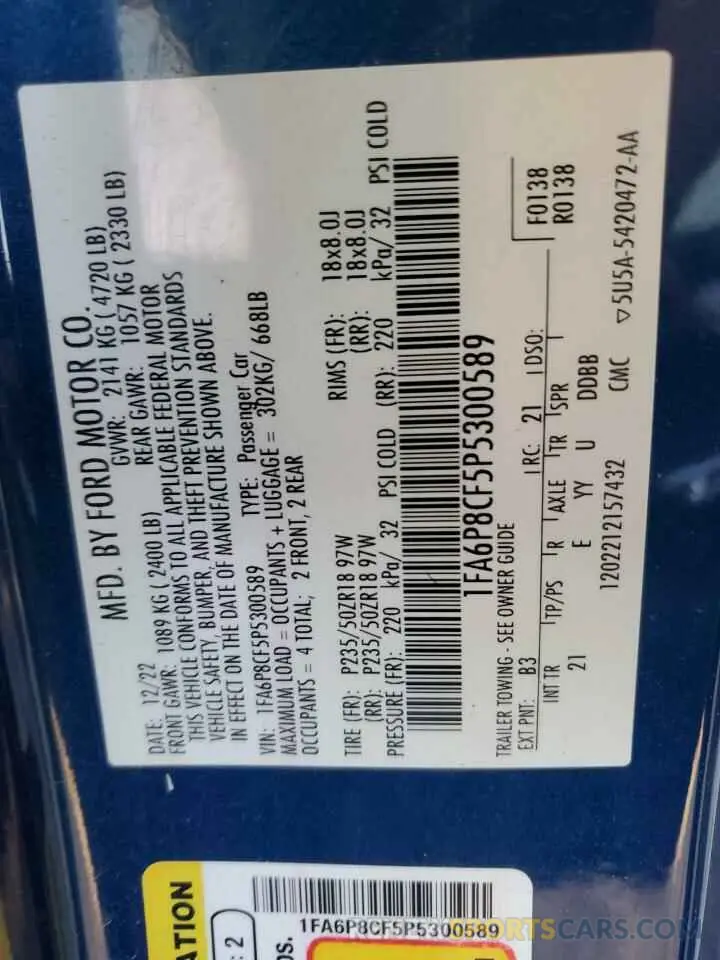 MFD. BY FORD MOTOR CO.
DATE: 12/22 GVWR: 2141 KG ( 4720 LB)
FRONT GAWR: 1089 KG ( 2400 LB) REAR GAWR: 1057 KG ( 2330 LB)
THIS VEHICLE CONFORMS TO ALL APPLICABLE FEDERAL MOTOR
VEHICLE SAFETY, BUMPER, AND THEFT PREVENTION STANDARDS
IN EFFECT ON THE DATE OF MANUFACTURE SHOWN ABOVE.
VIN: 1FA6P8CF5P5300589 TYPE: Passenger Car
MAXIMUM LOAD = OCCUPANTS + LUGGAGE = 302KG/ 668LB
OCCUPANTS = 4 TOTAL; 2 FRONT, 2 REAR
TIRE (FR): P235/50ZR18 97W RIMS (FR): 18x8.0J
(RR): P235/50ZR18 97W (RR): 18x8.0J
PRESSURE (FR): 220 kPa/ 32 PSI COLD (RR): 220 kPa/ 32 PSI COLD
1FA6P8CF5P5300589
TRAILER TOWING - SEE OWNER GUIDE
F0138
R0138
EXT PNT: B3 RC: 21 DSO:
INT TR TP/PS R AXLE TR SPR
21 E YY U DDBB
1202212157432 CMC ▽5U5A-5420472-AA
ATION
: 2
OS.
1FA6P8CF5P5300589
AUTOBIDSTAT-USCARS.COM